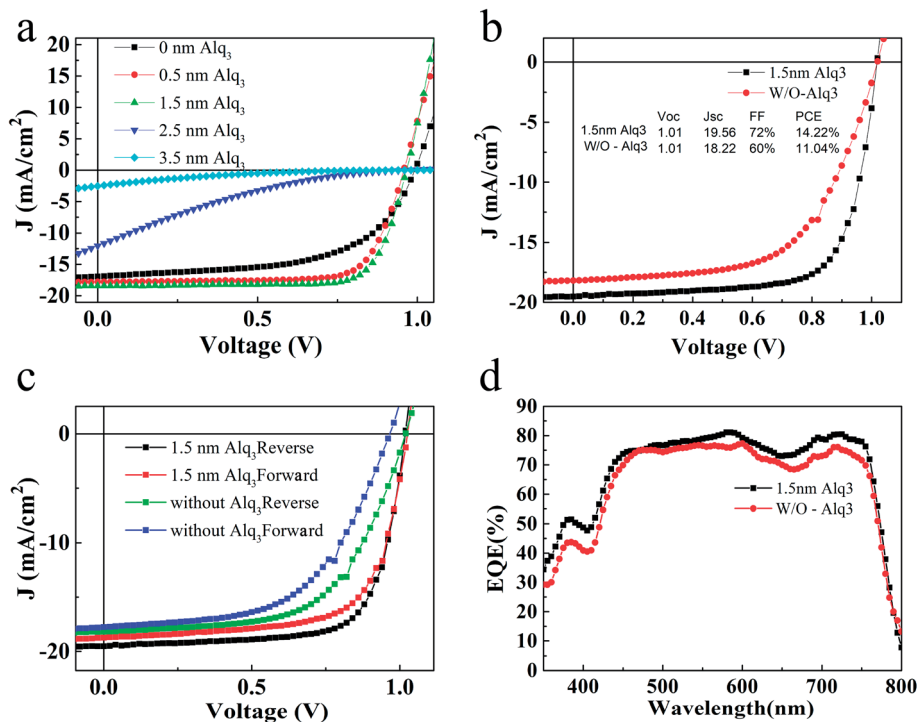 a
20
15
10
5
0
-5
-10
-15
-20
J (mA/cm²)
0 nm Alq₃
0.5 nm Alq₃
1.5 nm Alq₃
2.5 nm Alq₃
3.5 nm Alq₃
0.0 0.5 1.0
Voltage (V)
b
0
-5
-10
-15
-20
J (mA/cm²)
1.5nm Alq3
W/O-Alq3
Voc Jsc FF PCE
1.5nm Alq3 1.01 19.56 72% 14.22%
W/O - Alq3 1.01 18.22 60% 11.04%
0.0 0.2 0.4 0.6 0.8 1.0
Voltage (V)
c
0
-10
-20
J (mA/cm²)
1.5 nm Alq₃Reverse
1.5 nm Alq₃Forward
without Alq₃Reverse
without Alq₃Forward
0.0 0.5 1.0
Voltage (V)
d
90
80
70
60
50
40
30
20
10
0
EQE(%)
1.5nm Alq3
W/O - Alq3
400 500 600 700 800
Wavelength(nm)